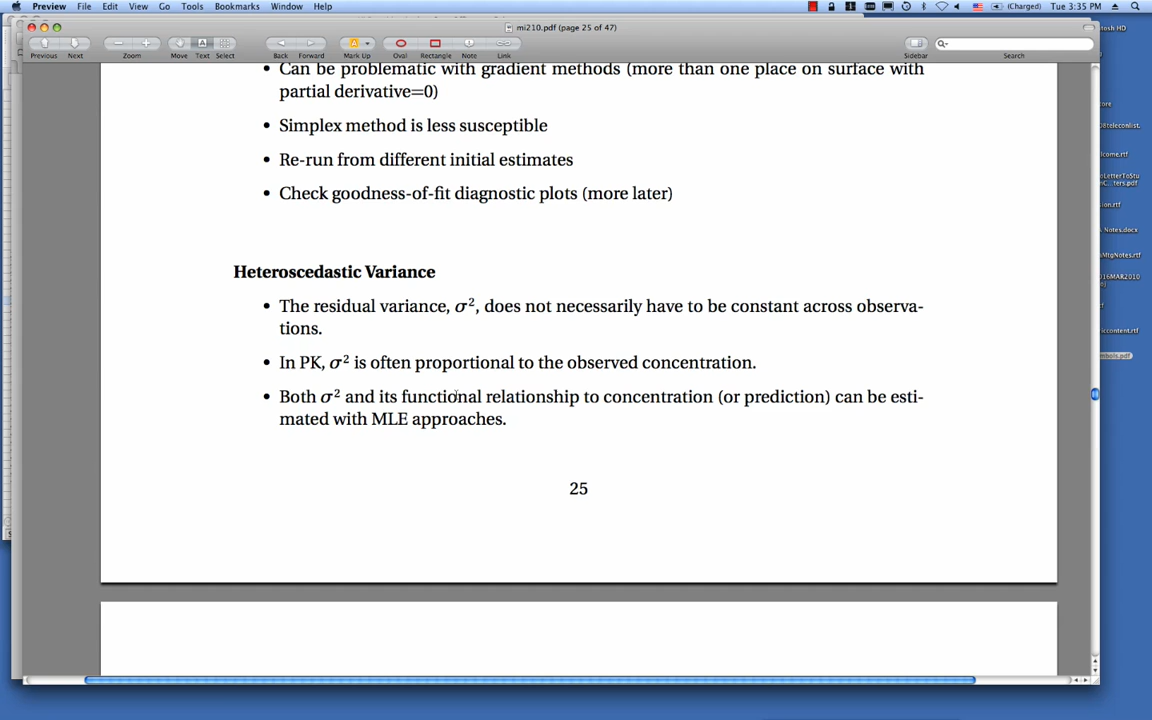 Preview File Edit View Go Tools Bookmarks Window Help (Charged) Tue 3:35 PM
mi210.pdf (page 25 of 47)
Previous Next Zoom Move Text Select Back Forward Mark Up Oval Rectangle Note Link Sidebar Search
• Can be problematic with gradient methods (more than one place on surface with
partial derivative=0)
• Simplex method is less susceptible
• Re-run from different initial estimates
• Check goodness-of-fit diagnostic plots (more later)
Heteroscedastic Variance
• The residual variance, σ², does not necessarily have to be constant across observa-
tions.
• In PK, σ² is often proportional to the observed concentration.
• Both σ² and its functional relationship to concentration (or prediction) can be esti-
mated with MLE approaches.
25